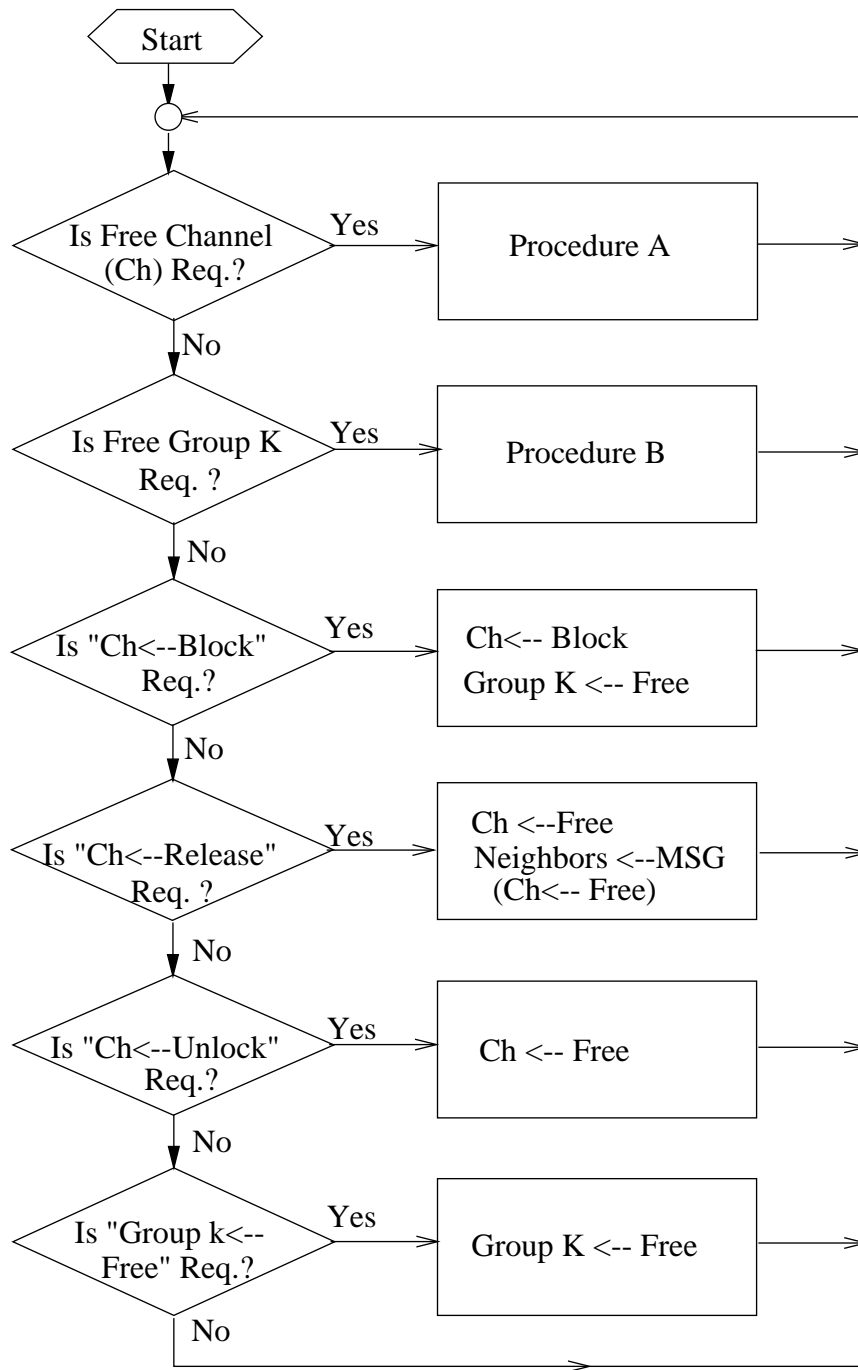 Start
Is Free Channel
(Ch) Req.?
Yes
Procedure A
No
Is Free Group K
Req. ?
Yes
Procedure B
No
Is "Ch<--Block"
Req.?
Yes
Ch<-- Block
Group K <-- Free
No
Is "Ch<--Release"
Req. ?
Yes
Ch <--Free
Neighbors <--MSG
(Ch<-- Free)
No
Is "Ch<--Unlock"
Req.?
Yes
Ch <-- Free
No
Is "Group k<--
Free" Req.?
Yes
Group K <-- Free
No